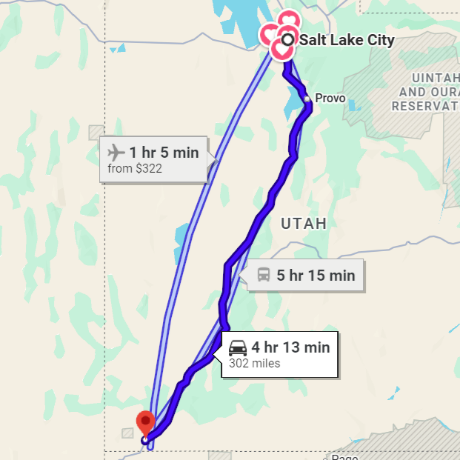 Salt Lake City
UINTAH
AND OURA
RESERVAT
Provo
1 hr 5 min
from $322
UTAH
5 hr 15 min
4 hr 13 min
302 miles
Page